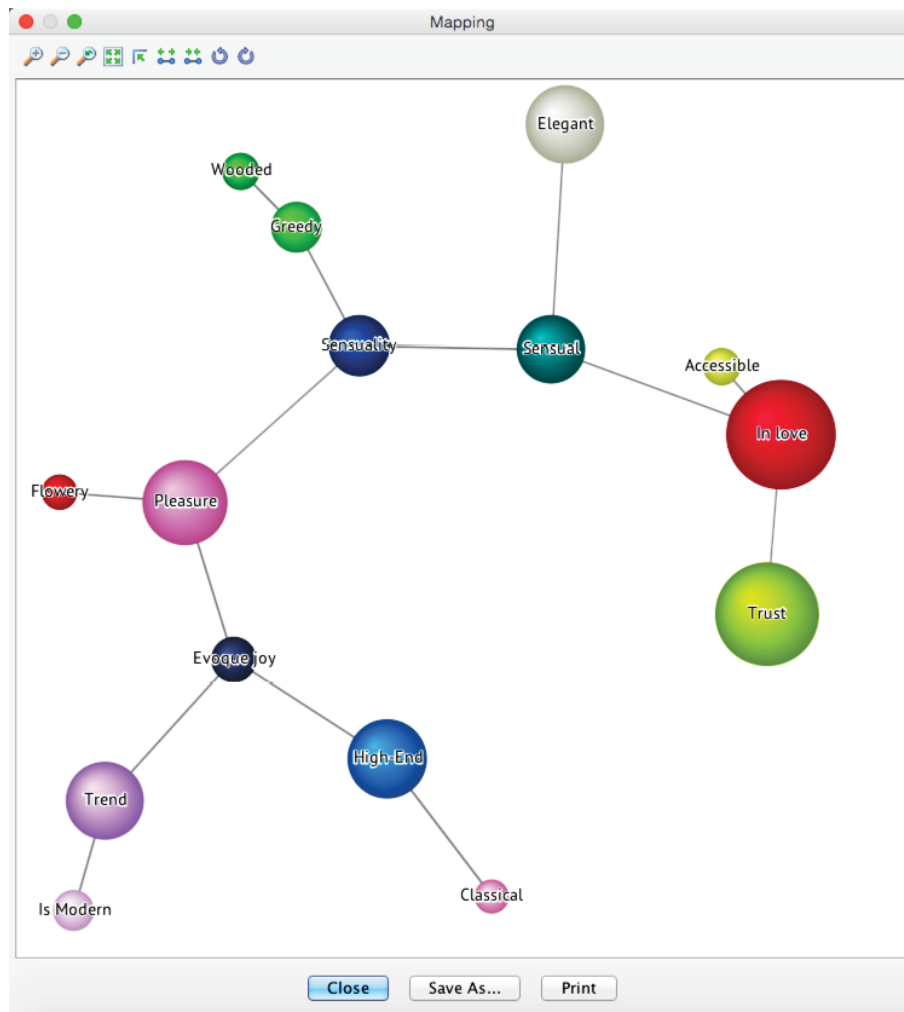 Mapping
Elegant
Wooded
Greedy
Sensuality
Sensual
Accessible
In love
Flowery
Pleasure
Trust
Evoque joy
High-End
Trend
Classical
Is Modern
Close
Save As...
Print